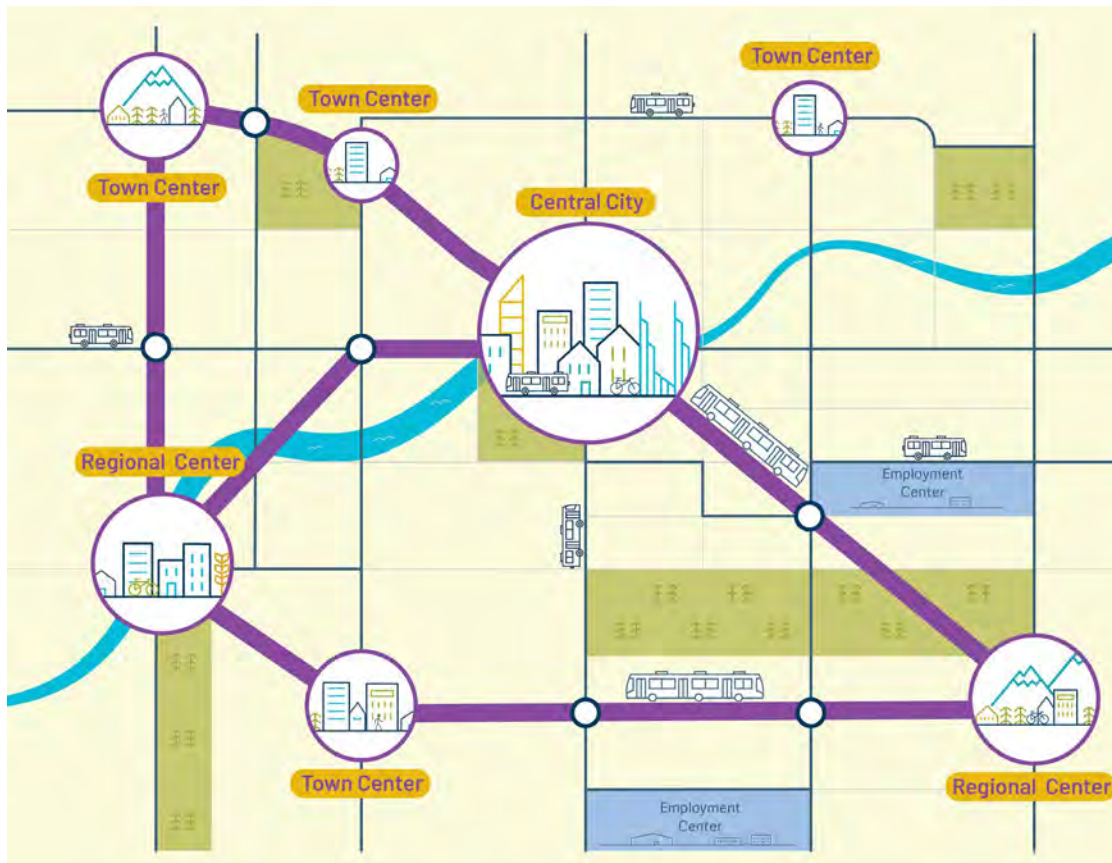 Town Center
Town Center
Town Center
Central City
Regional Center
Employment
Center
Town Center
Regional Center
Employment
Center